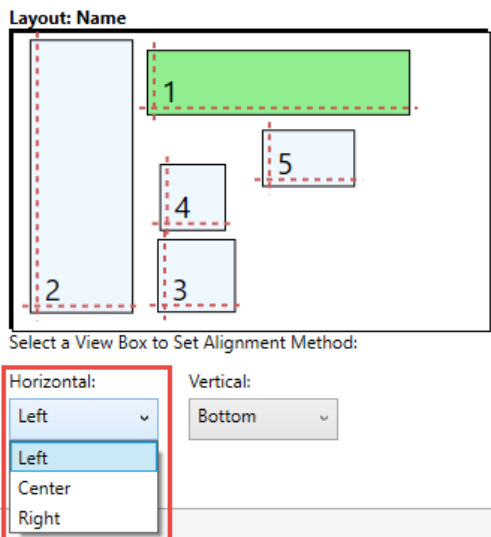 Layout: Name
1
5
4
2
3
Select a View Box to Set Alignment Method:
Horizontal: Vertical:
Left Bottom
Left
Center
Right